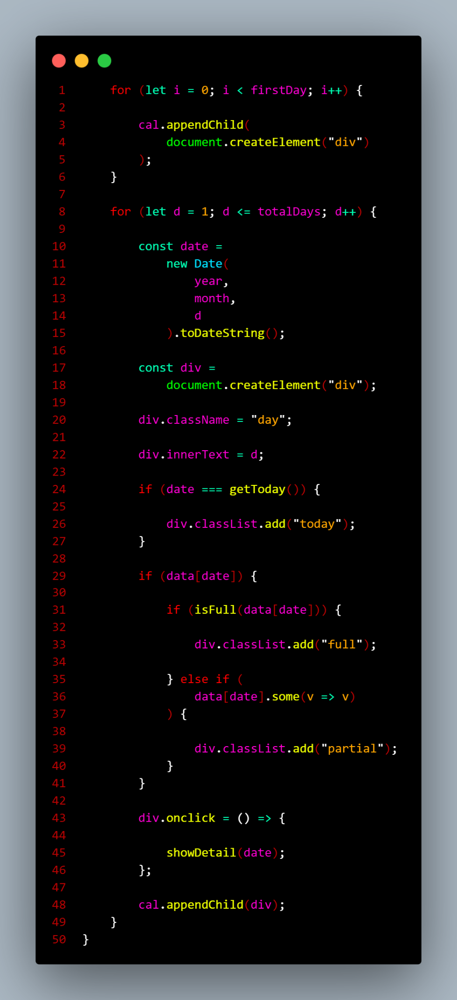 1 for (let i = 0; i < firstDay; i++) {
2
3 cal.appendChild(
4 document.createElement("div")
5 );
6 }
7
8 for (let d = 1; d <= totalDays; d++) {
9
10 const date =
11 new Date(
12 year,
13 month,
14 d
15 ).toDateString();
16
17 const div =
18 document.createElement("div");
19
20 div.className = "day";
21
22 div.innerText = d;
23
24 if (date === getToday()) {
25
26 div.classList.add("today");
27 }
28
29 if (data[date]) {
30
31 if (isFull(data[date])) {
32
33 div.classList.add("full");
34
35 } else if (
36 data[date].some(v => v)
37 ) {
38
39 div.classList.add("partial");
40 }
41 }
42
43 div.onclick = () => {
44
45 showDetail(date);
46 };
47
48 cal.appendChild(div);
49 }
50 }